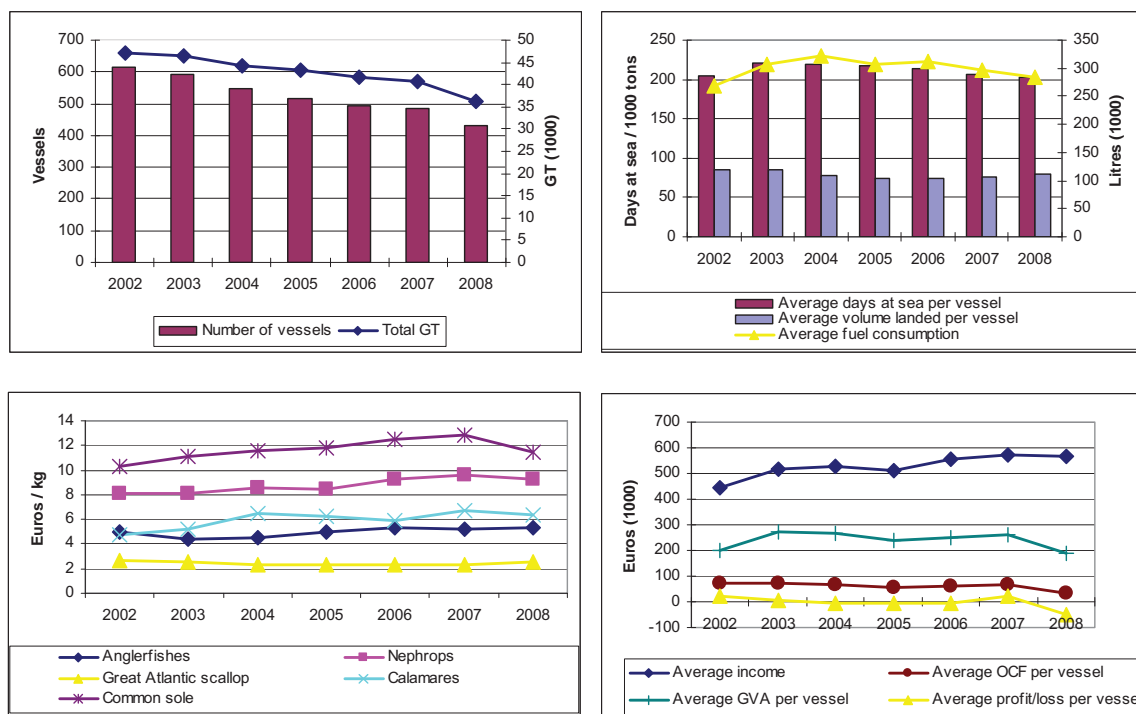 700
600
500
400
300
200
100
0
Vessels
50
45
40
35
30
25
20
15
10
5
0
GT (1000)
2002 2003 2004 2005 2006 2007 2008
Number of vessels Total GT
250
200
150
100
50
0
Days at sea / 1000 tons
350
300
250
200
150
100
50
0
Litres (1000)
2002 2003 2004 2005 2006 2007 2008
Average days at sea per vessel
Average volume landed per vessel
Average fuel consumption
14
12
10
8
6
4
2
0
Euros / kg
2002 2003 2004 2005 2006 2007 2008
Anglerfishes Nephrops
Great Atlantic scallop Calamares
Common sole
700
600
500
400
300
200
100
0
-100
Euros (1000)
2002 2003 2004 2005 2006 2007 2008
Average income Average OCF per vessel
Average GVA per vessel Average profit/loss per vesse